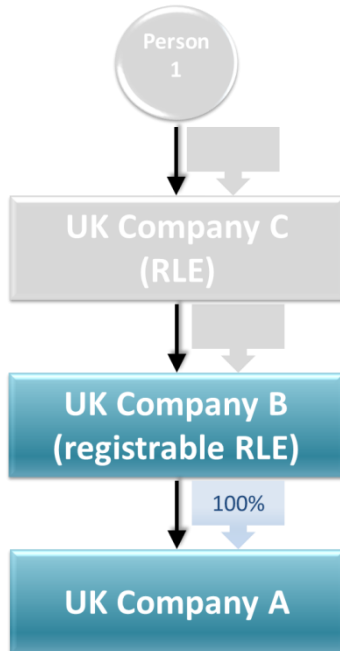 Person
1
UK Company C
(RLE)
UK Company B
(registrable RLE)
100%
UK Company A